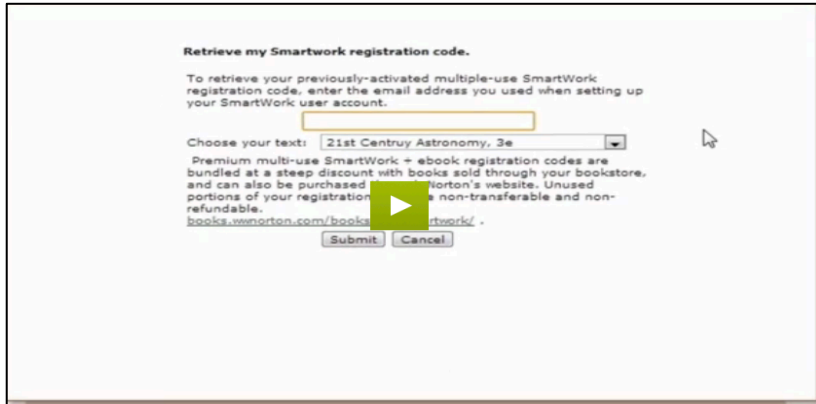 Retrieve my Smartwork registration code.
To retrieve your previously-activated multiple-use SmartWork
registration code, enter the email address you used when setting up
your SmartWork user account.
Choose your text: 21st Centruy Astronomy, 3e
Premium multi-use SmartWork + ebook registration codes are
bundled at a steep discount with books sold through your bookstore,
and can also be purchased Norton's website. Unused
portions of your registration non-transferable and non-
refundable.
books.wwnorton.com/books rtwork/ .
Submit Cancel